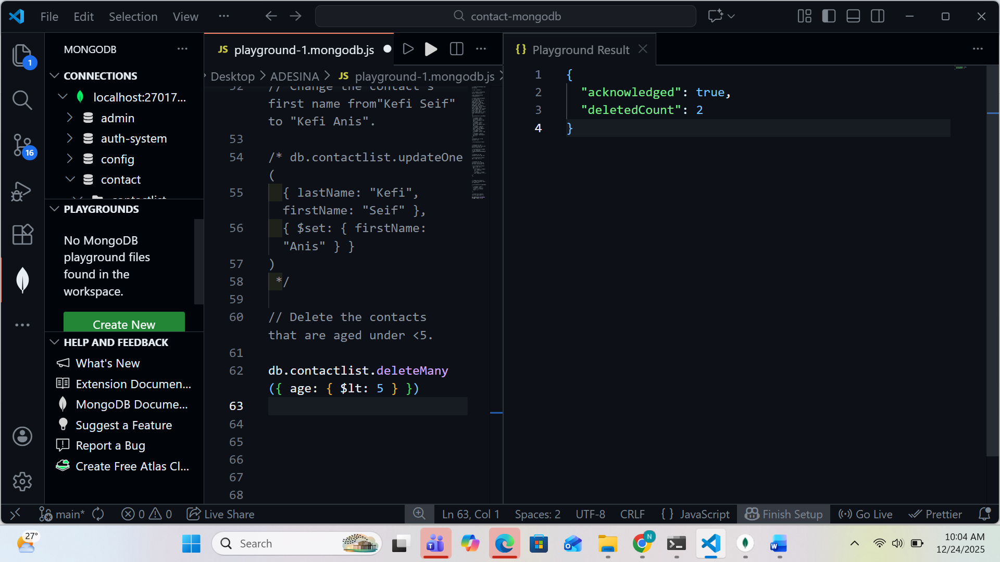 File Edit Selection View ··· contact-mongodb
MONGODB
CONNECTIONS
localhost:27017...
admin
auth-system
config
contact
contactlist
PLAYGROUNDS
No MongoDB
playground files
found in the
workspace.
Create New
HELP AND FEEDBACK
What's New
Extension Documen...
MongoDB Docume...
Suggest a Feature
Report a Bug
Create Free Atlas Cl...
1
16
JS playground-1.mongodb.js
Desktop > ADESINA > JS playground-1.mongodb.js >
52 // Change the contact's
first name from"Kefi Seif"
to "Kefi Anis".
53
54 /* db.contactlist.updateOne
(
55 { lastName: "Kefi",
firstName: "Seif" },
56 { $set: { firstName:
"Anis" } }
57 )
58 */
59
60 // Delete the contacts
that are aged under <5.
61
62 db.contactlist.deleteMany
({ age: { $lt: 5 } })
63
64
65
66
67
68
{} Playground Result
1 {
2 "acknowledged": true,
3 "deletedCount": 2
4 }
main* 0 0 Live Share Ln 63, Col 1 Spaces: 2 UTF-8 CRLF {} JavaScript Finish Setup Go Live Prettier
27°
Search
N
10:04 AM
12/24/2025